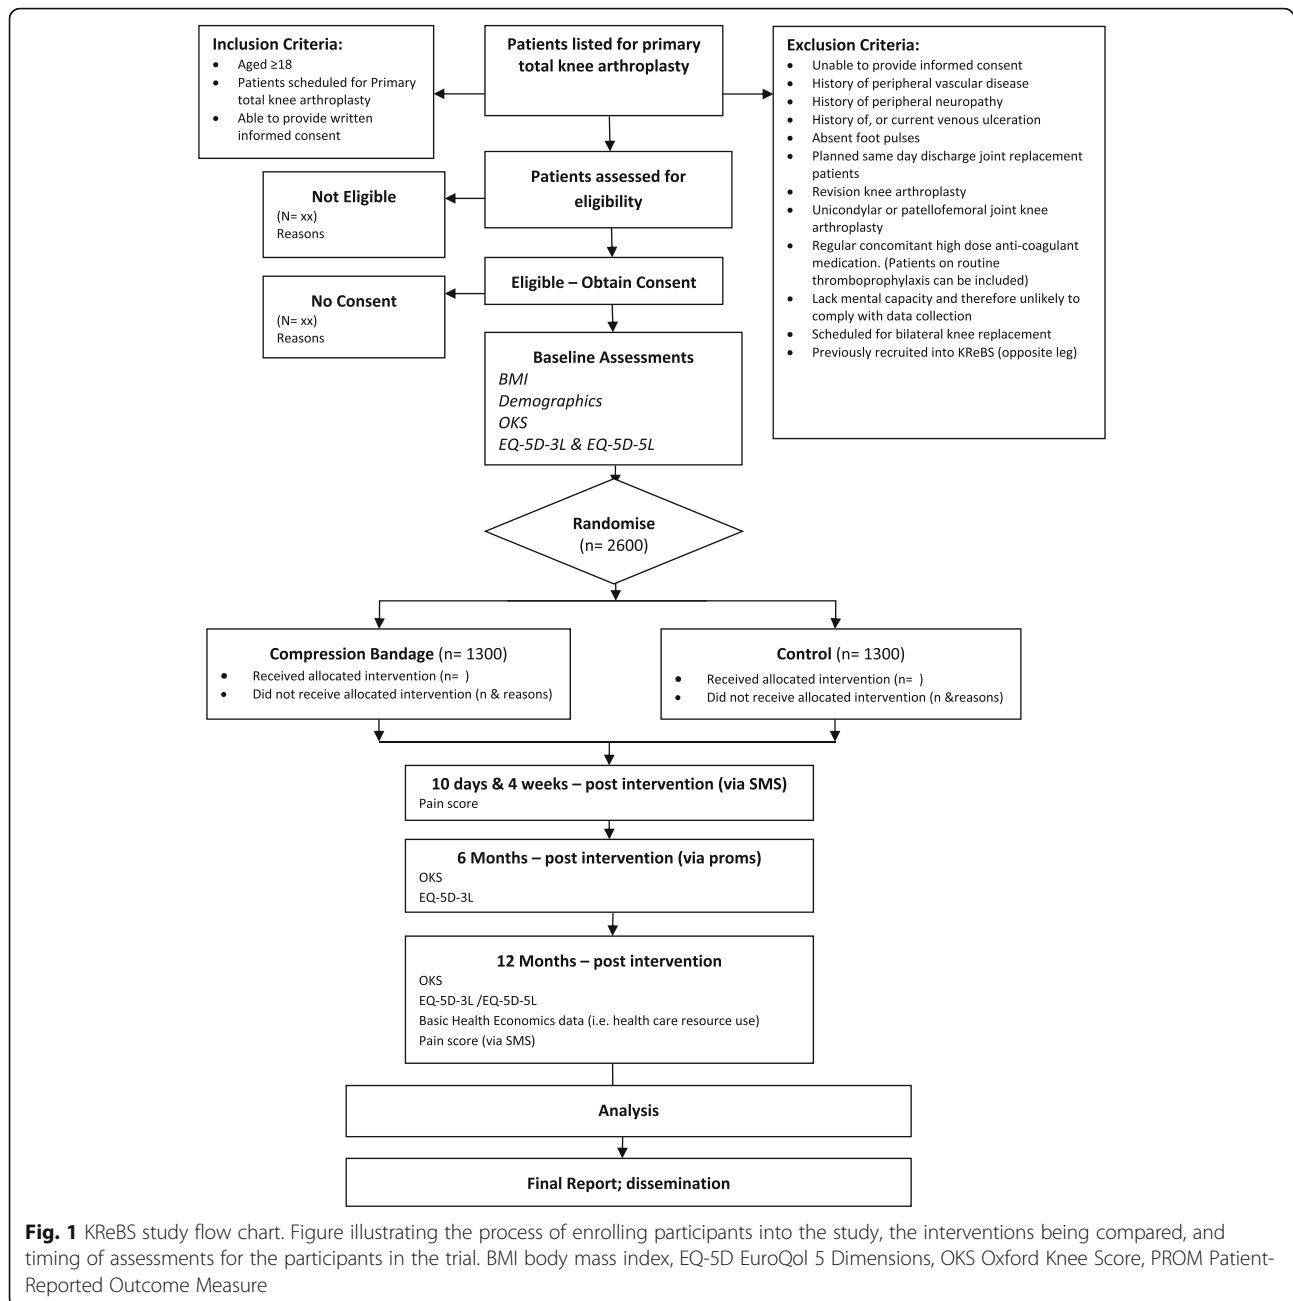 Inclusion Criteria:
• Aged ≥18
• Patients scheduled for Primary
total knee arthroplasty
• Able to provide written
informed consent
Patients listed for primary
total knee arthroplasty
Exclusion Criteria:
• Unable to provide informed consent
• History of peripheral vascular disease
• History of peripheral neuropathy
• History of, or current venous ulceration
• Absent foot pulses
• Planned same day discharge joint replacement
patients
• Revision knee arthroplasty
• Unicondylar or patellofemoral joint knee
arthroplasty
• Regular concomitant high dose anti-coagulant
medication. (Patients on routine
thromboprophylaxis can be included)
• Lack mental capacity and therefore unlikely to
comply with data collection
• Scheduled for bilateral knee replacement
• Previously recruited into KReBS (opposite leg)
Patients assessed for
eligibility
Not Eligible
(N= xx)
Reasons
Eligible – Obtain Consent
No Consent
(N= xx)
Reasons
Baseline Assessments
BMI
Demographics
OKS
EQ-5D-3L & EQ-5D-5L
Randomise
(n= 2600)
Compression Bandage (n= 1300)
• Received allocated intervention (n=  )
• Did not receive allocated intervention (n & reasons)
Control (n= 1300)
• Received allocated intervention (n=  )
• Did not receive allocated intervention (n &reasons)
10 days & 4 weeks – post intervention (via SMS)
Pain score
6 Months – post intervention (via proms)
OKS
EQ-5D-3L
12 Months – post intervention
OKS
EQ-5D-3L /EQ-5D-5L
Basic Health Economics data (i.e. health care resource use)
Pain score (via SMS)
Analysis
Final Report; dissemination
Fig. 1 KReBS study flow chart. Figure illustrating the process of enrolling participants into the study, the interventions being compared, and
timing of assessments for the participants in the trial. BMI body mass index, EQ-5D EuroQol 5 Dimensions, OKS Oxford Knee Score, PROM Patient-
Reported Outcome Measure